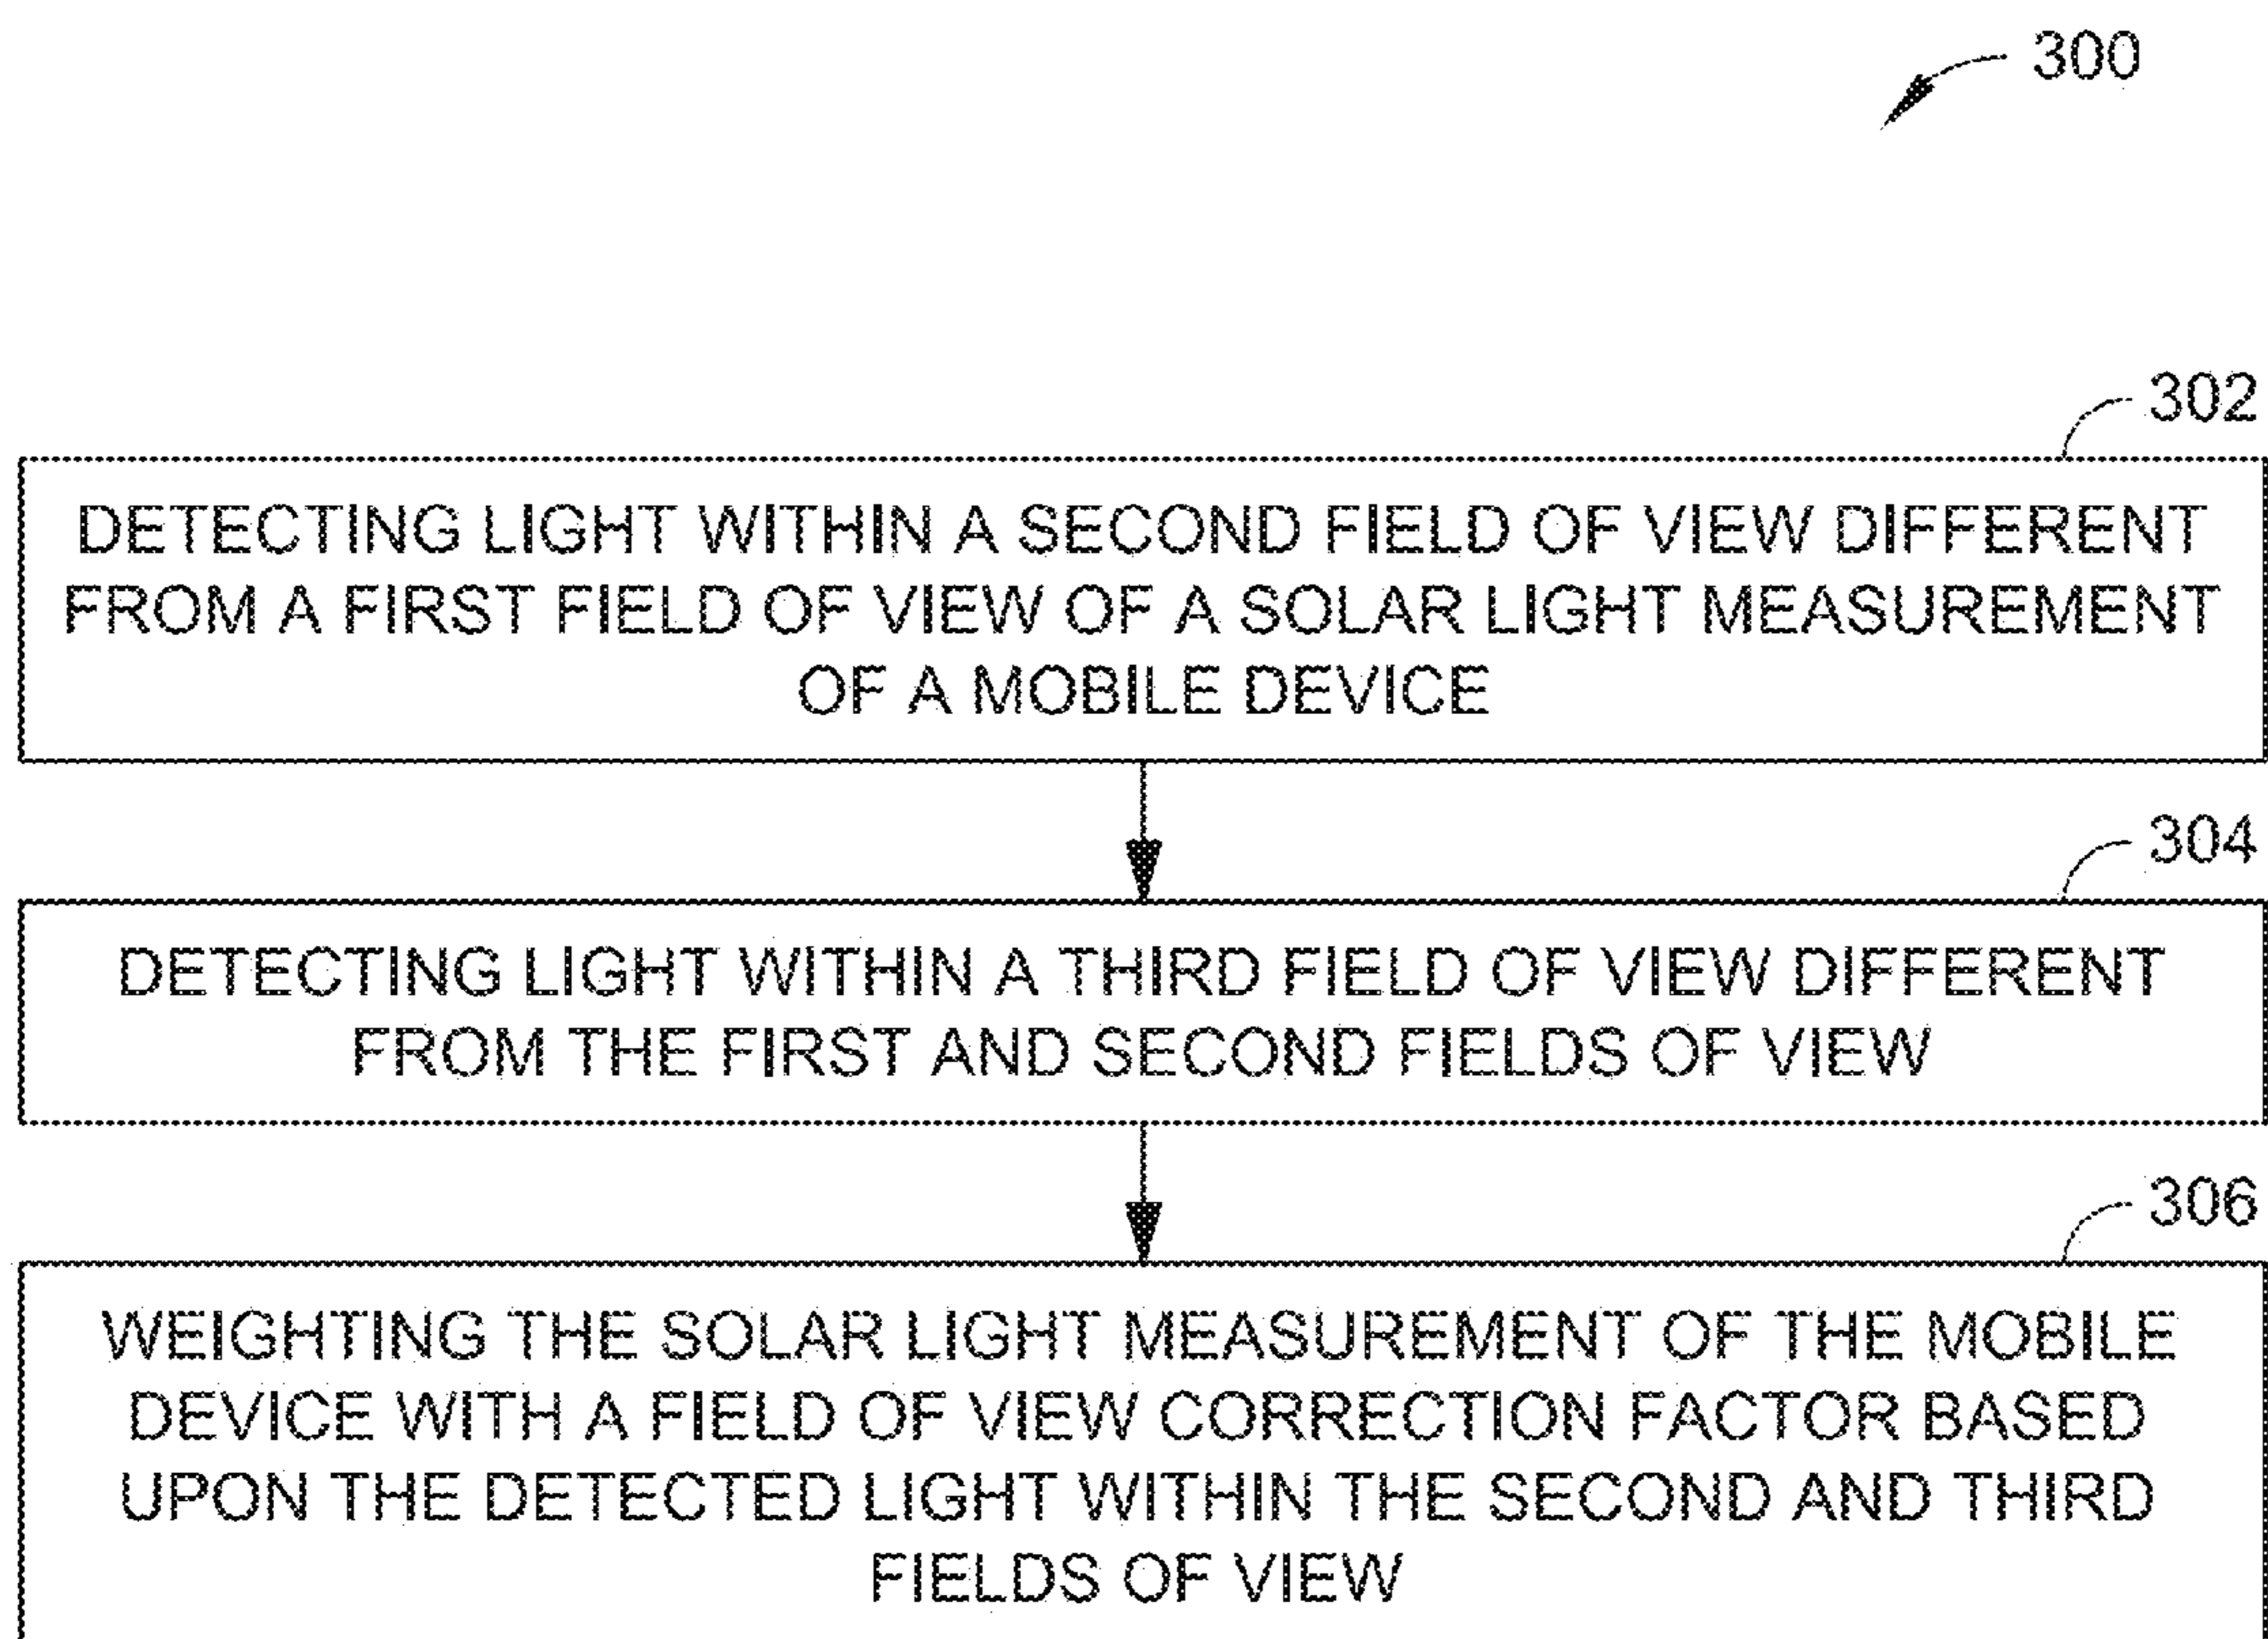 300
302
DETECTING LIGHT WITHIN A SECOND FIELD OF VIEW DIFFERENT
FROM A FIRST FIELD OF VIEW OF A SOLAR LIGHT MEASUREMENT
OF A MOBILE DEVICE
304
DETECTING LIGHT WITHIN A THIRD FIELD OF VIEW DIFFERENT
FROM THE FIRST AND SECOND FIELDS OF VIEW
306
WEIGHTING THE SOLAR LIGHT MEASUREMENT OF THE MOBILE
DEVICE WITH A FIELD OF VIEW CORRECTION FACTOR BASED
UPON THE DETECTED LIGHT WITHIN THE SECOND AND THIRD
FIELDS OF VIEW